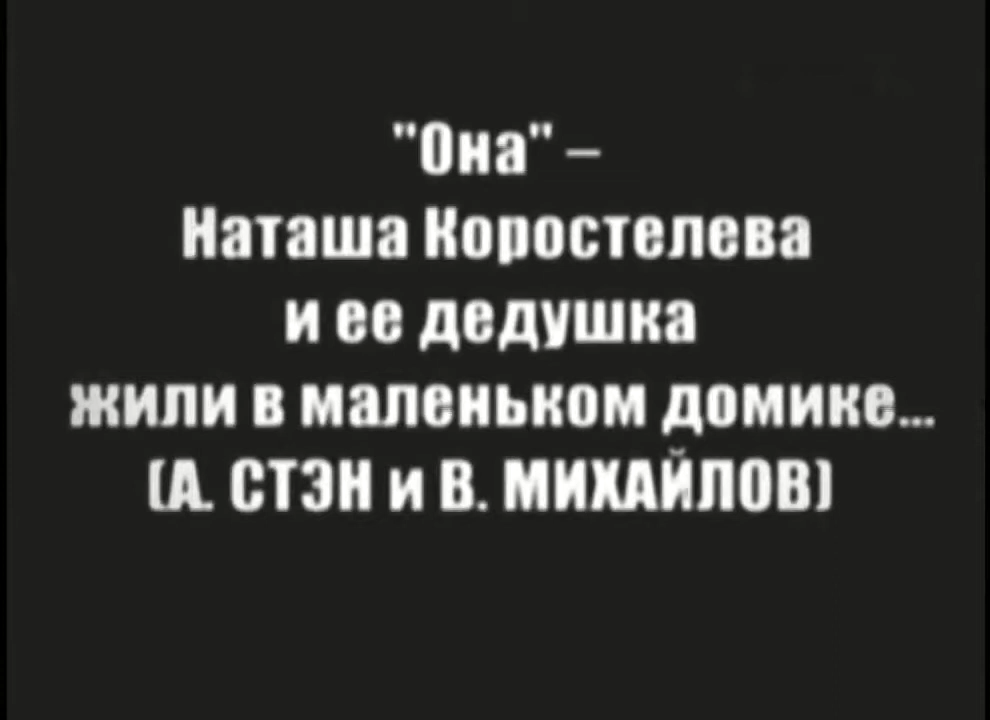 "Она" –
Наташа Коростелева
и ее дедушка
жили в маленьком домике...
(А. СТЭН и В. МИХАЙЛОВ)